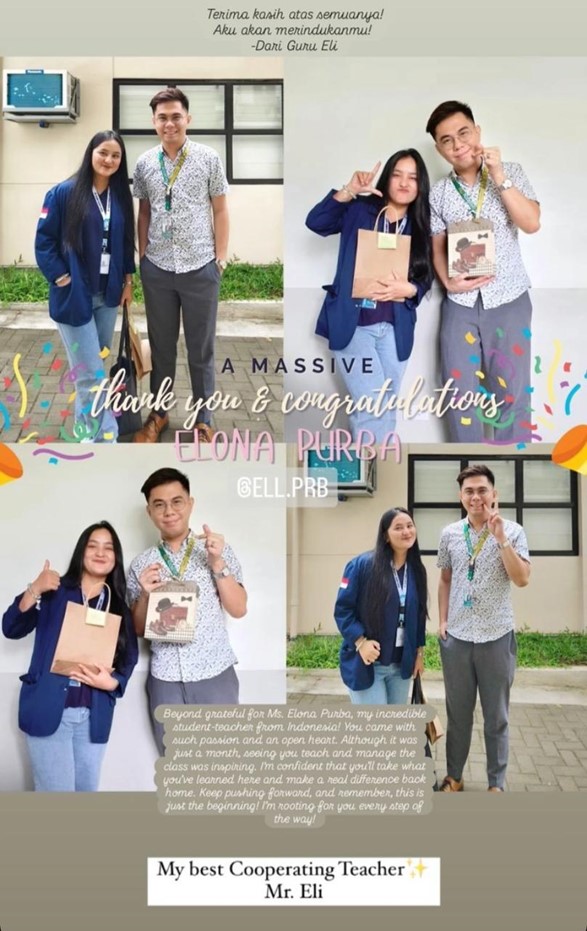 Terima kasih atas semuanya!
Aku akan merindukanmu!
-Dari Guru Eli
A MASSIVE
thank you & congratulations
ELONA PURBA
@ELL.PRB
Beyond grateful for Ms. Elona Purba, my incredible
student-teacher from Indonesia! You came with
such passion and an open heart. Although it was
just a month, seeing you teach and manage the
class was inspiring. I'm confident that you'll take what
you've learned here and make a real difference back
home. Keep pushing forward, and remember, this is
just the beginning! I'm rooting for you every step of
the way!
My best Cooperating Teacher✨
Mr. Eli